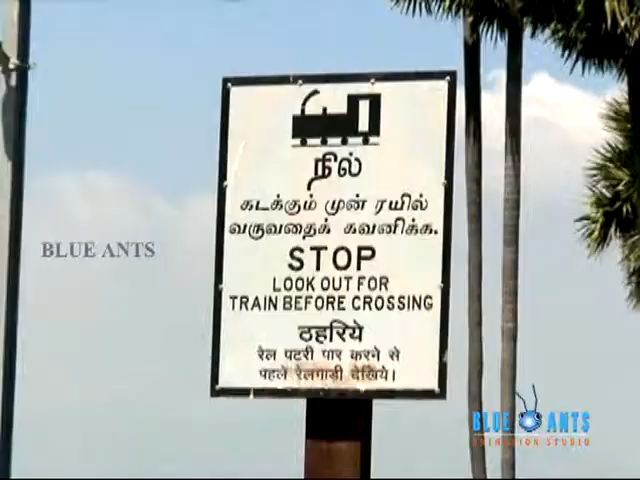 நில்
கடக்கும் முன் ரயில்
வருவதைக் கவனிக்க.
STOP
LOOK OUT FOR
TRAIN BEFORE CROSSING
ठहरिये
रेल पटरी पार करने से
पहले रेलगाडी देखिये।
BLUE ANTS
BLUE ANTS
ANIMATION STUDIO